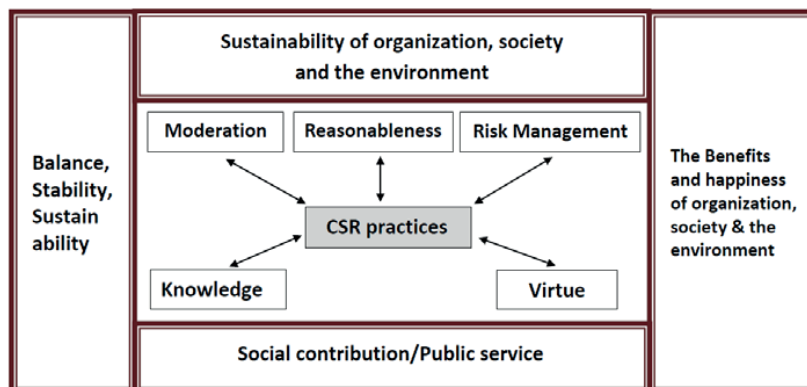 Sustainability of organization, society
and the environment
Balance,
Stability,
Sustain
ability
Moderation
Reasonableness
Risk Management
CSR practices
Knowledge
Virtue
The Benefits
and happiness
of organization,
society & the
environment
Social contribution/Public service